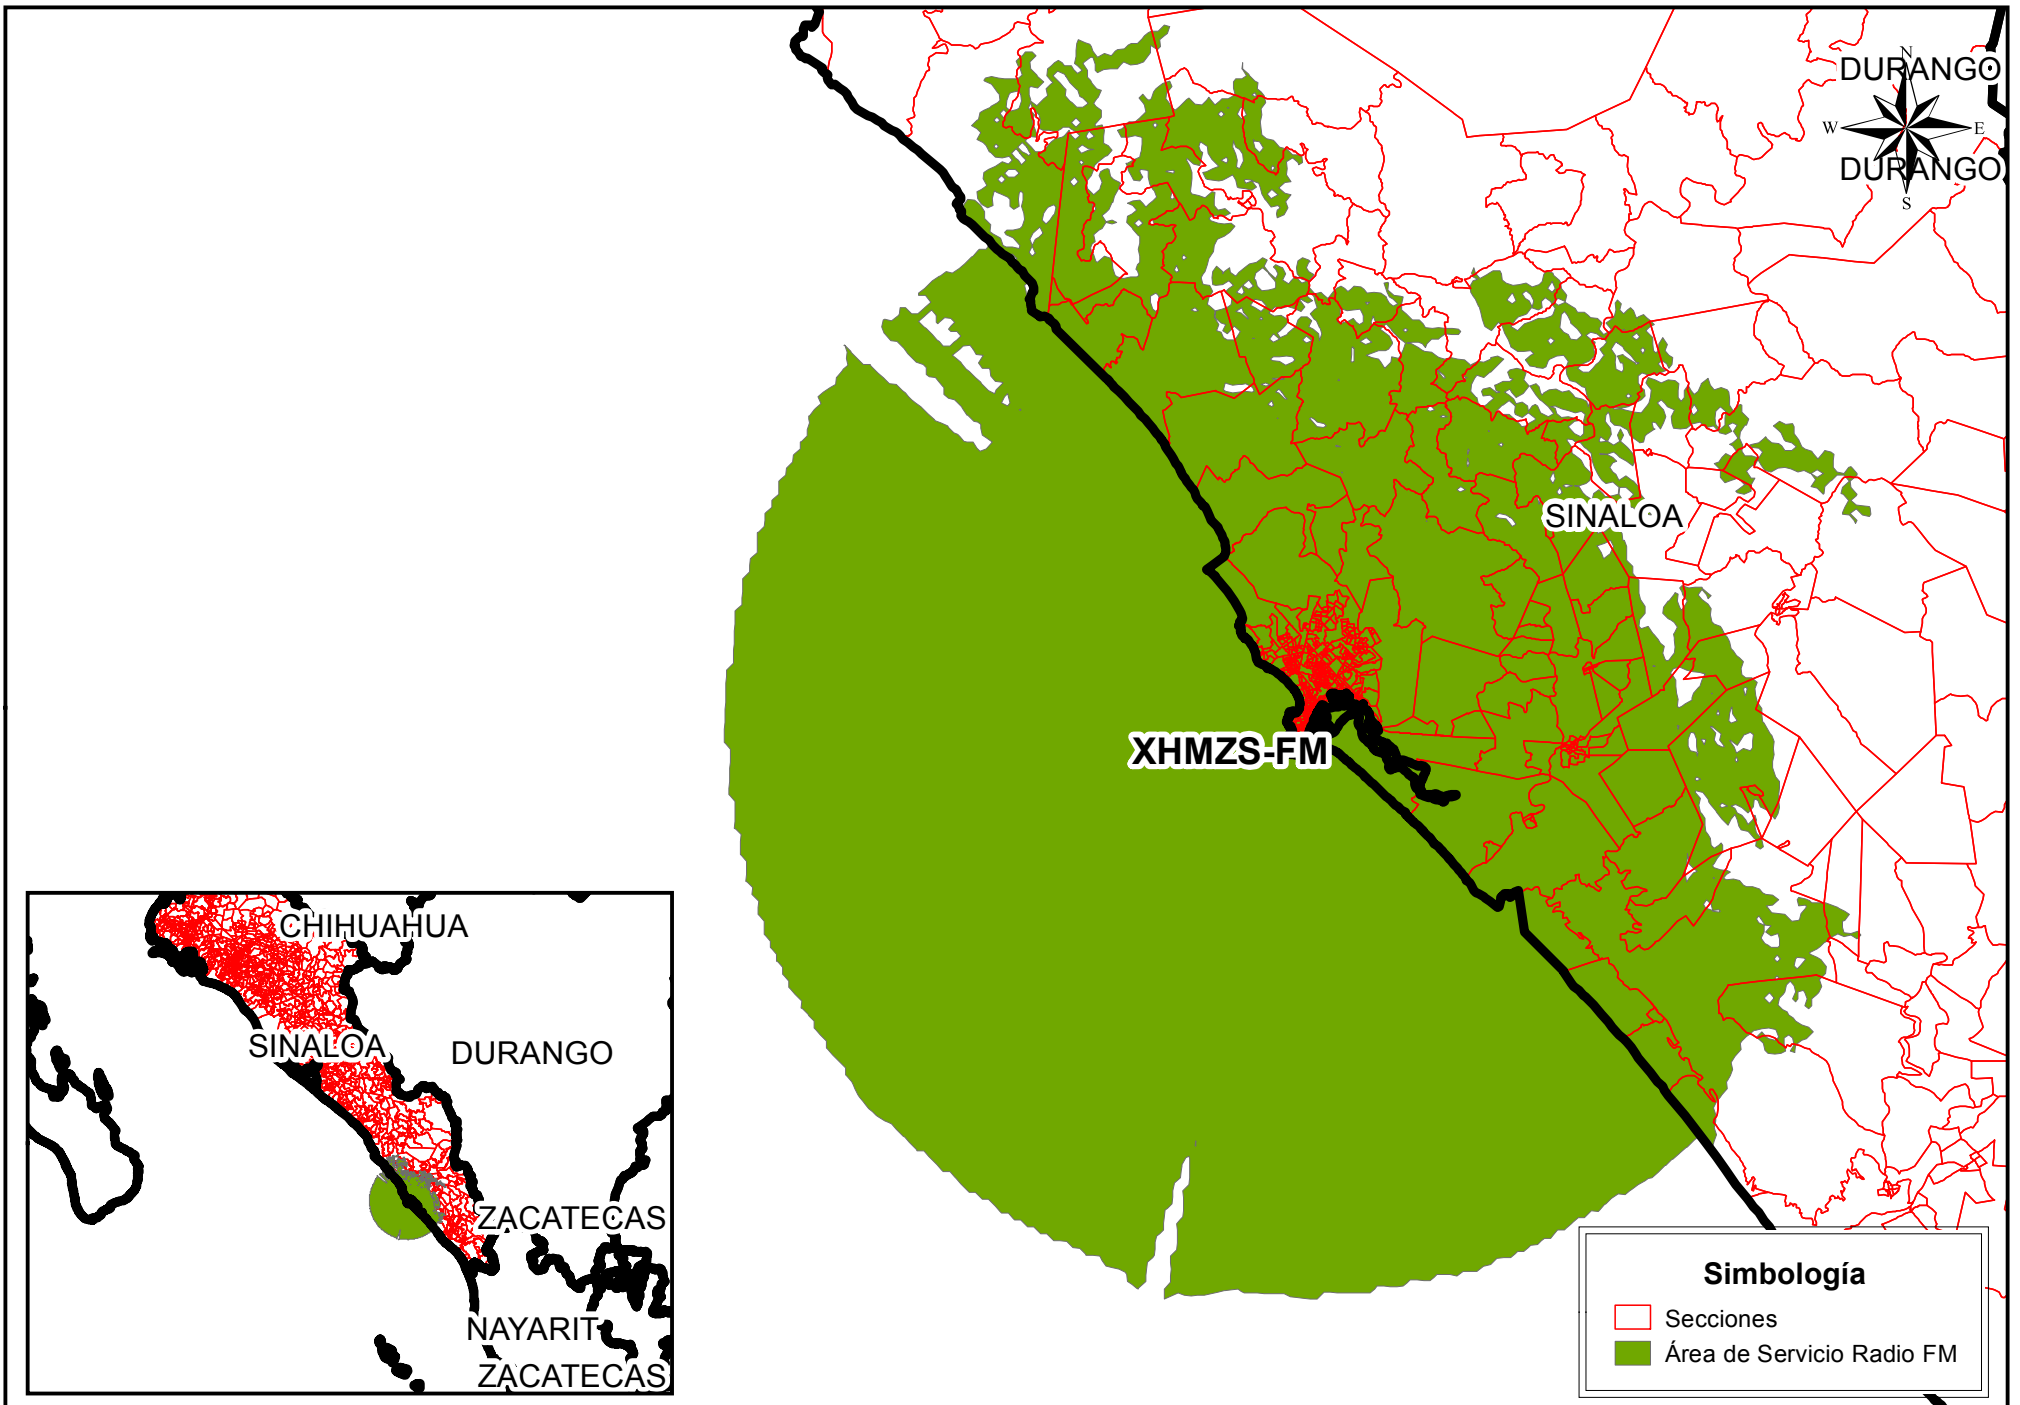 DURANGO
N
W
E
DURANGO
S
SINALOA
XHMZS-FM
CHIHUAHUA
SINALOA
DURANGO
ZACATECAS
NAYARIT
ZACATECAS
Simbología
Secciones
Área de Servicio Radio FM